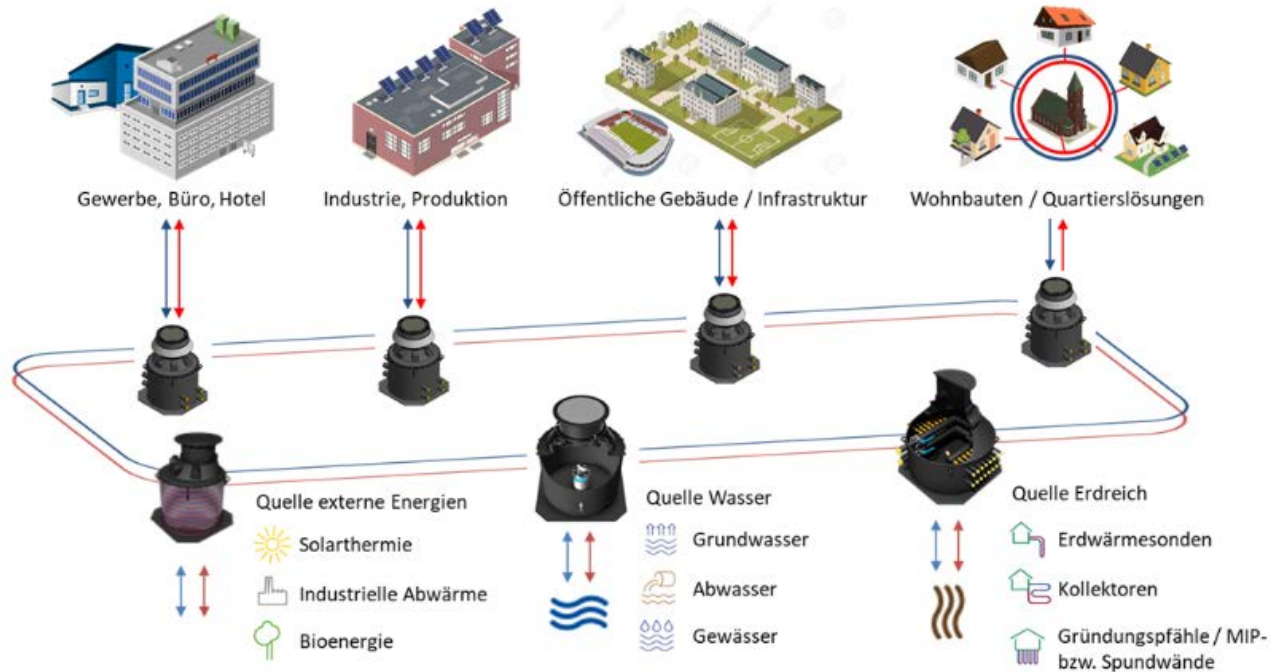 Gewerbe, Büro, Hotel
Industrie, Produktion
Öffentliche Gebäude / Infrastruktur
Wohnbauten / Quartierslösungen
Quelle externe Energien
Solarthermie
Industrielle Abwärme
Bioenergie
Quelle Wasser
Grundwasser
Abwasser
Gewässer
Quelle Erdreich
Erdwärmesonden
Kollektoren
Gründungspfähle / MIP-
bzw. Spundwände